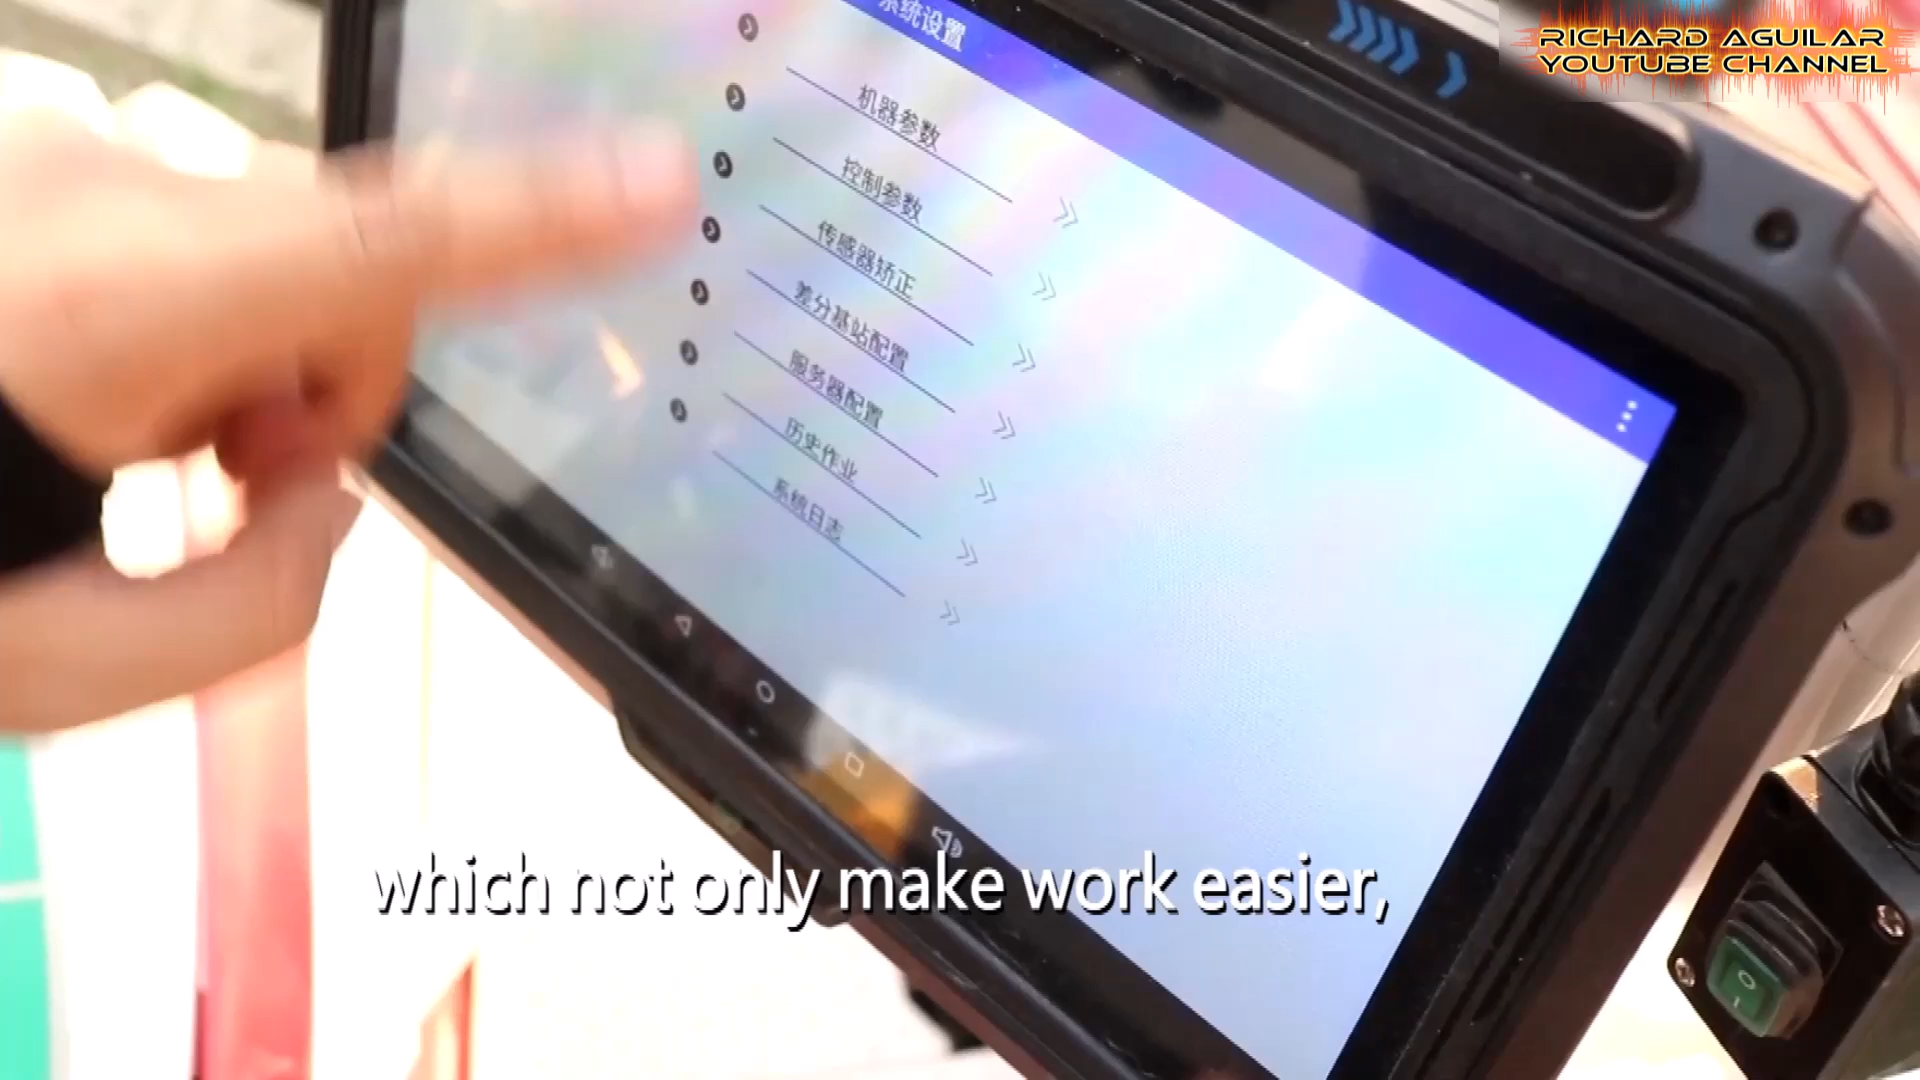 RICHARD AGUILAR
YOUTUBE CHANNEL
系统设置
机器参数
控制参数
传感器矫正
差分基站配置
服务器配置
历史作业
系统日志
which not only make work easier,